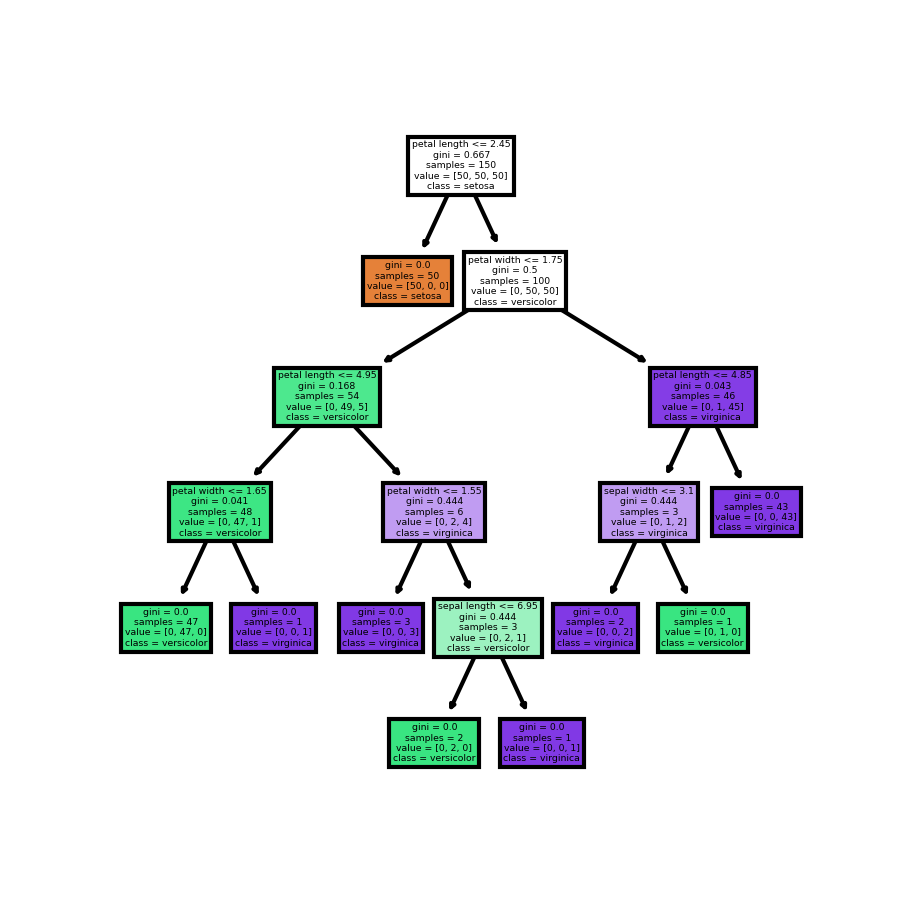 petal length <= 2.45
gini = 0.667
samples = 150
value = [50, 50, 50]
class = setosa
gini = 0.0
samples = 50
value = [50, 0, 0]
class = setosa
petal width <= 1.75
gini = 0.5
samples = 100
value = [0, 50, 50]
class = versicolor
petal length <= 4.95
gini = 0.168
samples = 54
value = [0, 49, 5]
class = versicolor
petal length <= 4.85
gini = 0.043
samples = 46
value = [0, 1, 45]
class = virginica
petal width <= 1.65
gini = 0.041
samples = 48
value = [0, 47, 1]
class = versicolor
petal width <= 1.55
gini = 0.444
samples = 6
value = [0, 2, 4]
class = virginica
sepal width <= 3.1
gini = 0.444
samples = 3
value = [0, 1, 2]
class = virginica
gini = 0.0
samples = 43
value = [0, 0, 43]
class = virginica
gini = 0.0
samples = 47
value = [0, 47, 0]
class = versicolor
gini = 0.0
samples = 1
value = [0, 0, 1]
class = virginica
gini = 0.0
samples = 3
value = [0, 0, 3]
class = virginica
sepal length <= 6.95
gini = 0.444
samples = 3
value = [0, 2, 1]
class = versicolor
gini = 0.0
samples = 2
value = [0, 0, 2]
class = virginica
gini = 0.0
samples = 1
value = [0, 1, 0]
class = versicolor
gini = 0.0
samples = 2
value = [0, 2, 0]
class = versicolor
gini = 0.0
samples = 1
value = [0, 0, 1]
class = virginica